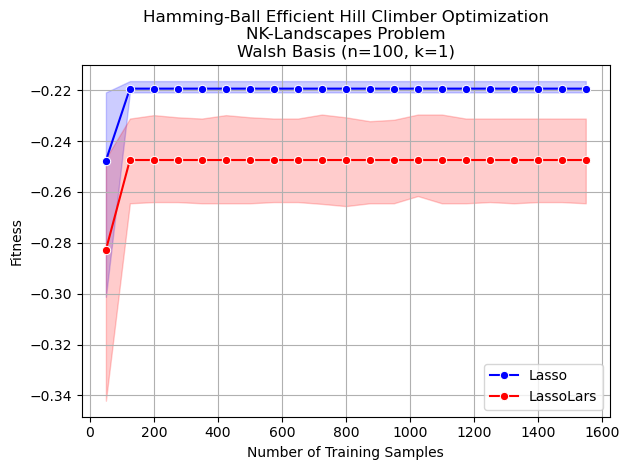 Hamming-Ball Efficient Hill Climber Optimization
NK-Landscapes Problem
Walsh Basis (n=100, k=1)
Fitness
−0.22
−0.24
−0.26
−0.28
−0.30
−0.32
−0.34
0 200 400 600 800 1000 1200 1400 1600
Number of Training Samples
Lasso
LassoLars